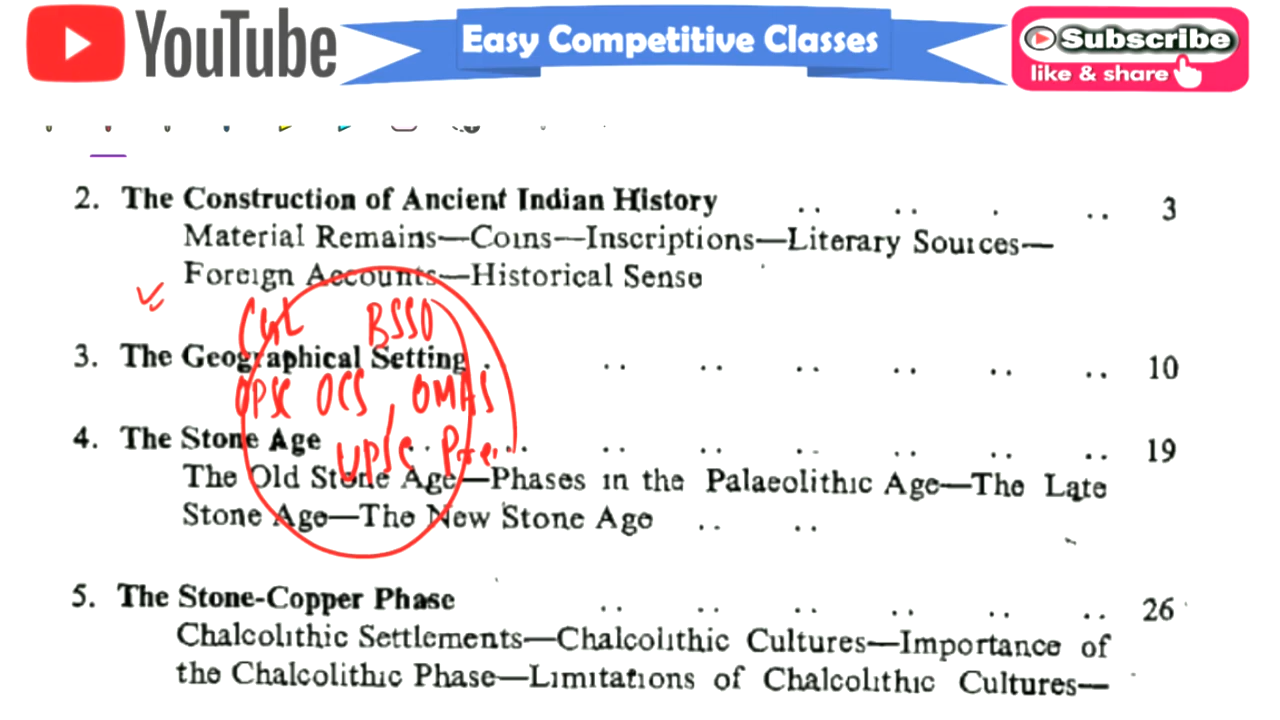 YouTube Easy Competitive Classes Subscribe
like & share
2. The Construction of Ancient Indian History .. .. . .. 3
Material Remains—Coins—Inscriptions—Literary Sources—
Foreign Accounts—Historical Sense
BSSO
3. The Geographical Setting . .. .. .. .. .. .. 10
OPSC OCS, OMAS
4. The Stone Age .. .. .. .. .. .. .. .. 19
UPSC Pre
The Old Stone Age—Phases in the Palaeolithic Age—The Late
Stone Age—The New Stone Age .. ..
5. The Stone-Copper Phase .. .. .. .. .. .. 26
Chalcolithic Settlements—Chalcolithic Cultures—Importance of
the Chalcolithic Phase—Limitations of Chalcolithic Cultures—